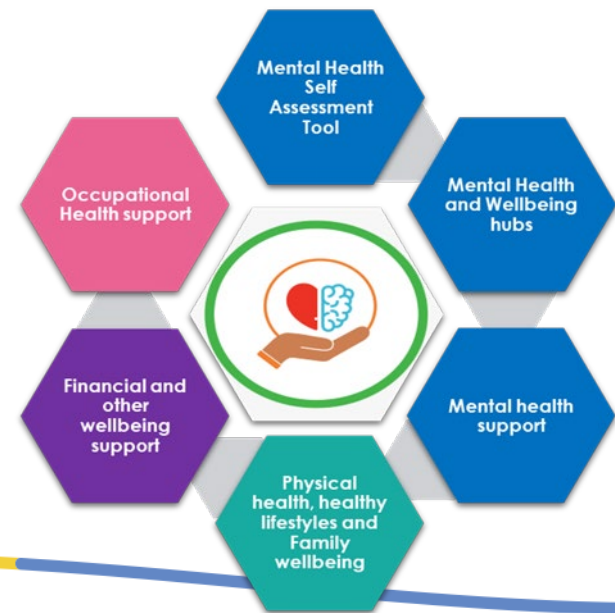 Mental Health
Self
Assessment
Tool
Mental Health
and Wellbeing
hubs
Mental health
support
Physical
health, healthy
lifestyles and
Family
wellbeing
Financial and
other
wellbeing
support
Occupational
Health support